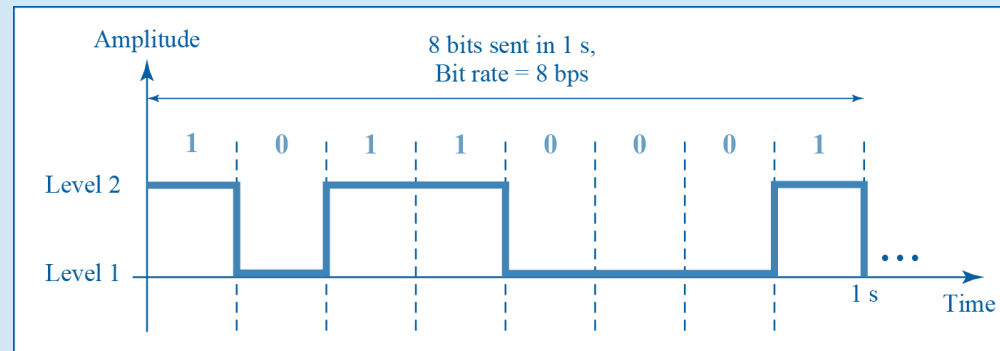 Amplitude
8 bits sent in 1 s,
Bit rate = 8 bps
1 0 1 1 0 0 0 1
Level 2
Level 1
...
1 s
Time